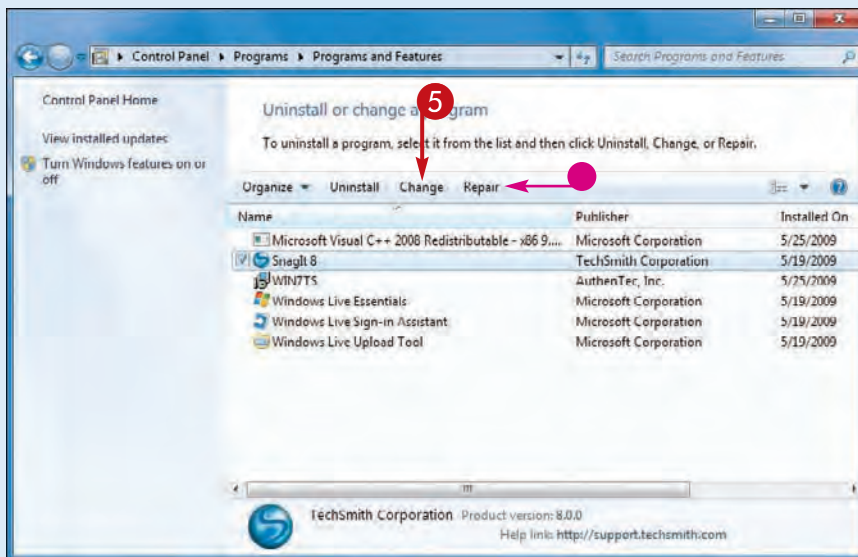 Control Panel Programs Programs and Features Search Programs and Features
Control Panel Home
View installed updates
Turn Windows features on or
off
Uninstall or change a program
5
To uninstall a program, select it from the list and then click Uninstall, Change, or Repair.
Organize Uninstall Change Repair
Name Publisher Installed On
Microsoft Visual C++ 2008 Redistributable - x86 9.... Microsoft Corporation 5/25/2009
SnagIt 8 TechSmith Corporation 5/19/2009
WIN7TS AuthenTec, Inc. 5/25/2009
Windows Live Essentials Microsoft Corporation 5/19/2009
Windows Live Sign-in Assistant Microsoft Corporation 5/19/2009
Windows Live Upload Tool Microsoft Corporation 5/19/2009
TechSmith Corporation Product version: 8.0.0
Help link: http://support.techsmith.com